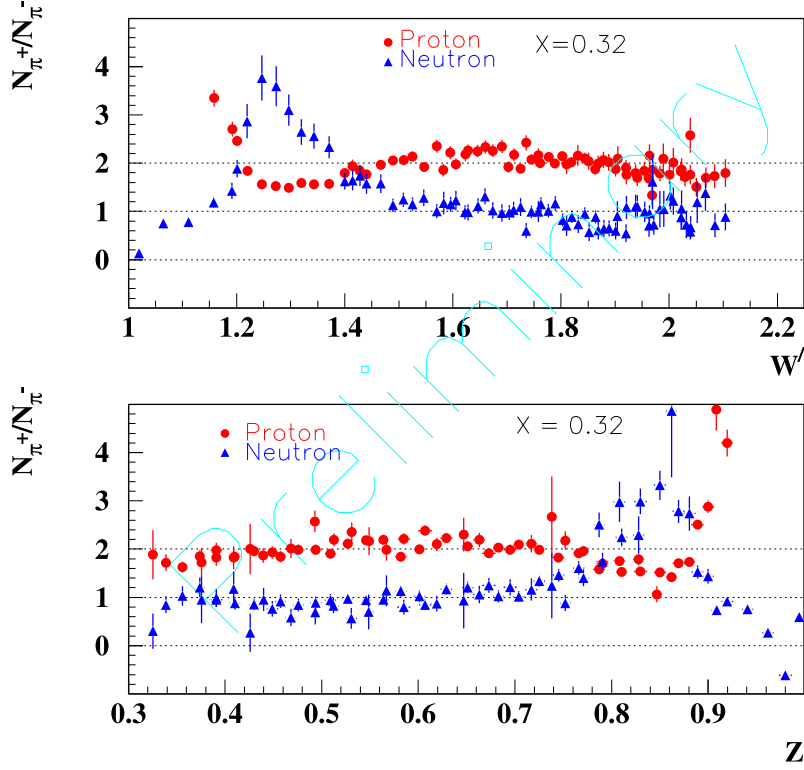 N_π+/N_π-
4
3
2
1
0
Proton
Neutron
X=0.32
1
1.2
1.4
1.6
1.8
2
2.2
W′
N_π+/N_π-
4
3
2
1
0
Proton
Neutron
X = 0.32
0.3
0.4
0.5
0.6
0.7
0.8
0.9
Z
Preliminary